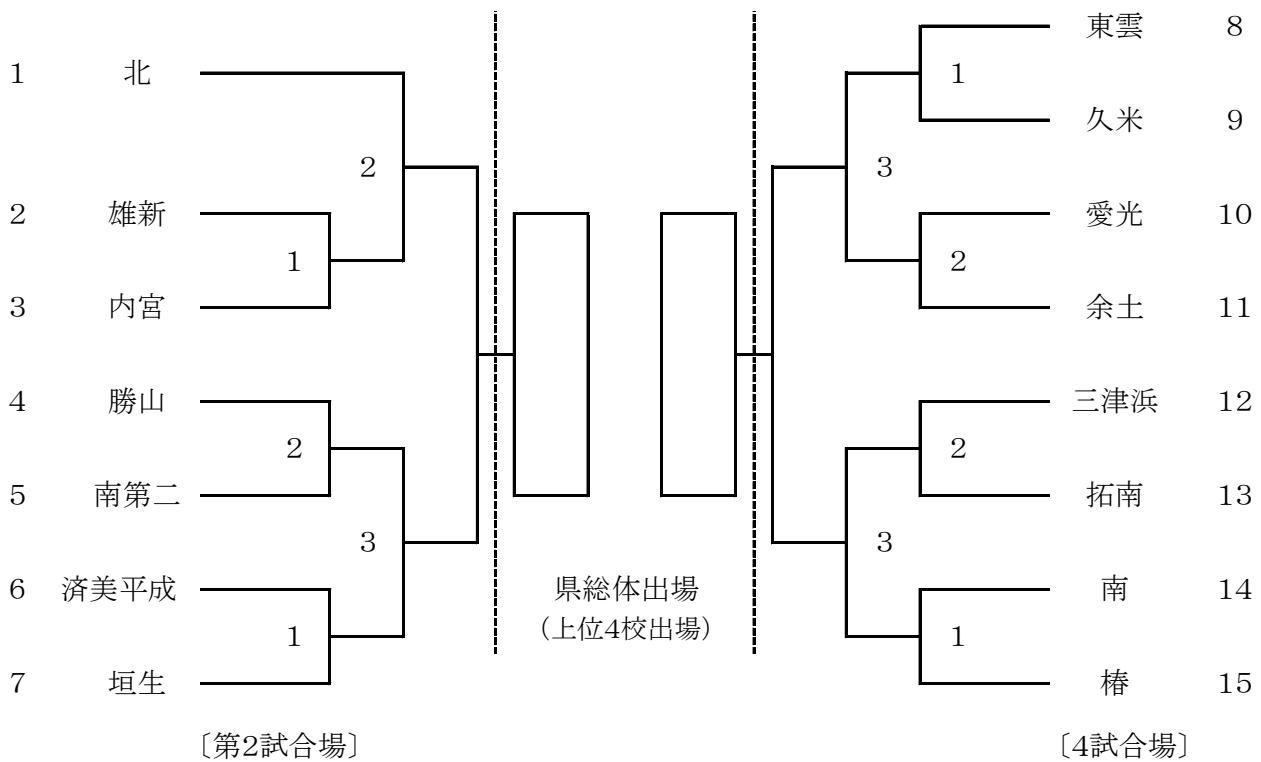 1 北
2
2 雄新
1
3 内宮
4 勝山
2
5 南第二
3
6 済美平成
1
7 垣生
〔第2試合場〕
県総体出場
（上位4校出場）
東雲 8
1
久米 9
3
愛光 10
2
余土 11
三津浜 12
2
拓南 13
3
南 14
1
椿 15
〔4試合場〕